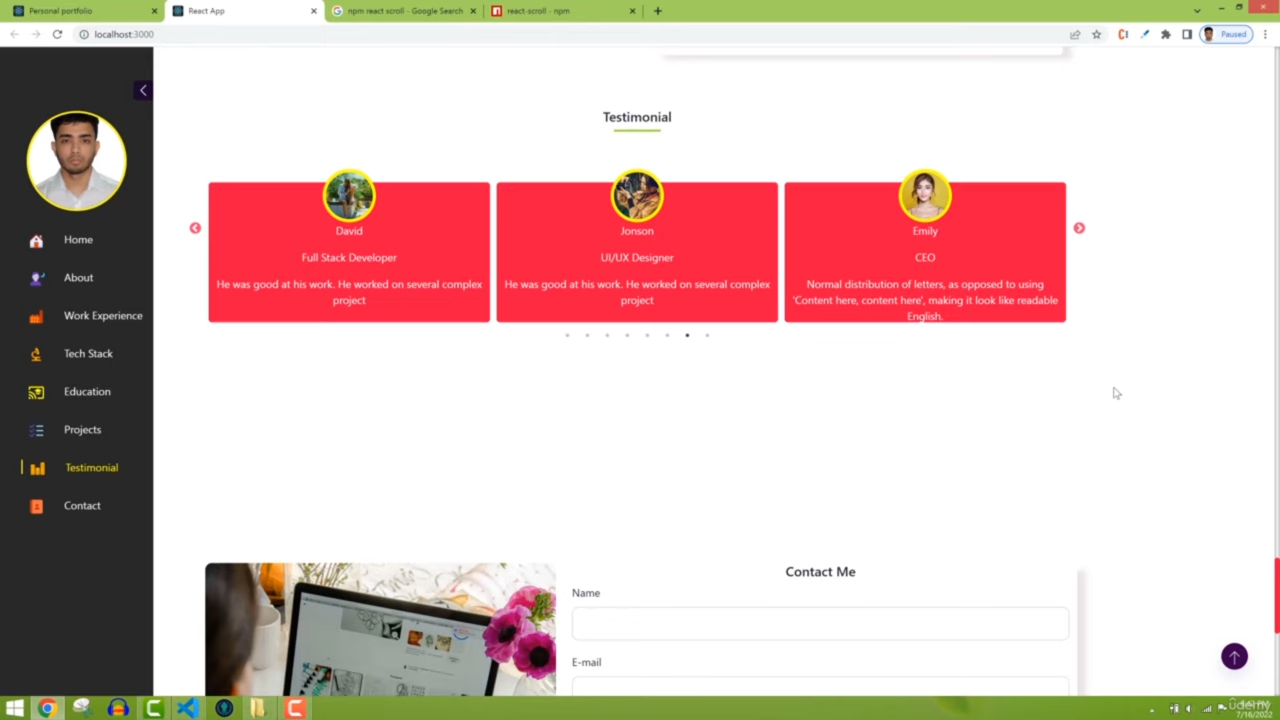 Personal portfolio
React App
npm react scroll - Google Search
react-scroll - npm
localhost:3000
Paused
Home
About
Work Experience
Tech Stack
Education
Projects
Testimonial
Contact
Testimonial
David
Full Stack Developer
He was good at his work. He worked on several complex
project
Jonson
UI/UX Designer
He was good at his work. He worked on several complex
project
Emily
CEO
Normal distribution of letters, as opposed to using
'Content here, content here', making it look like readable
English.
Contact Me
Name
E-mail
udemy
7/16/2022